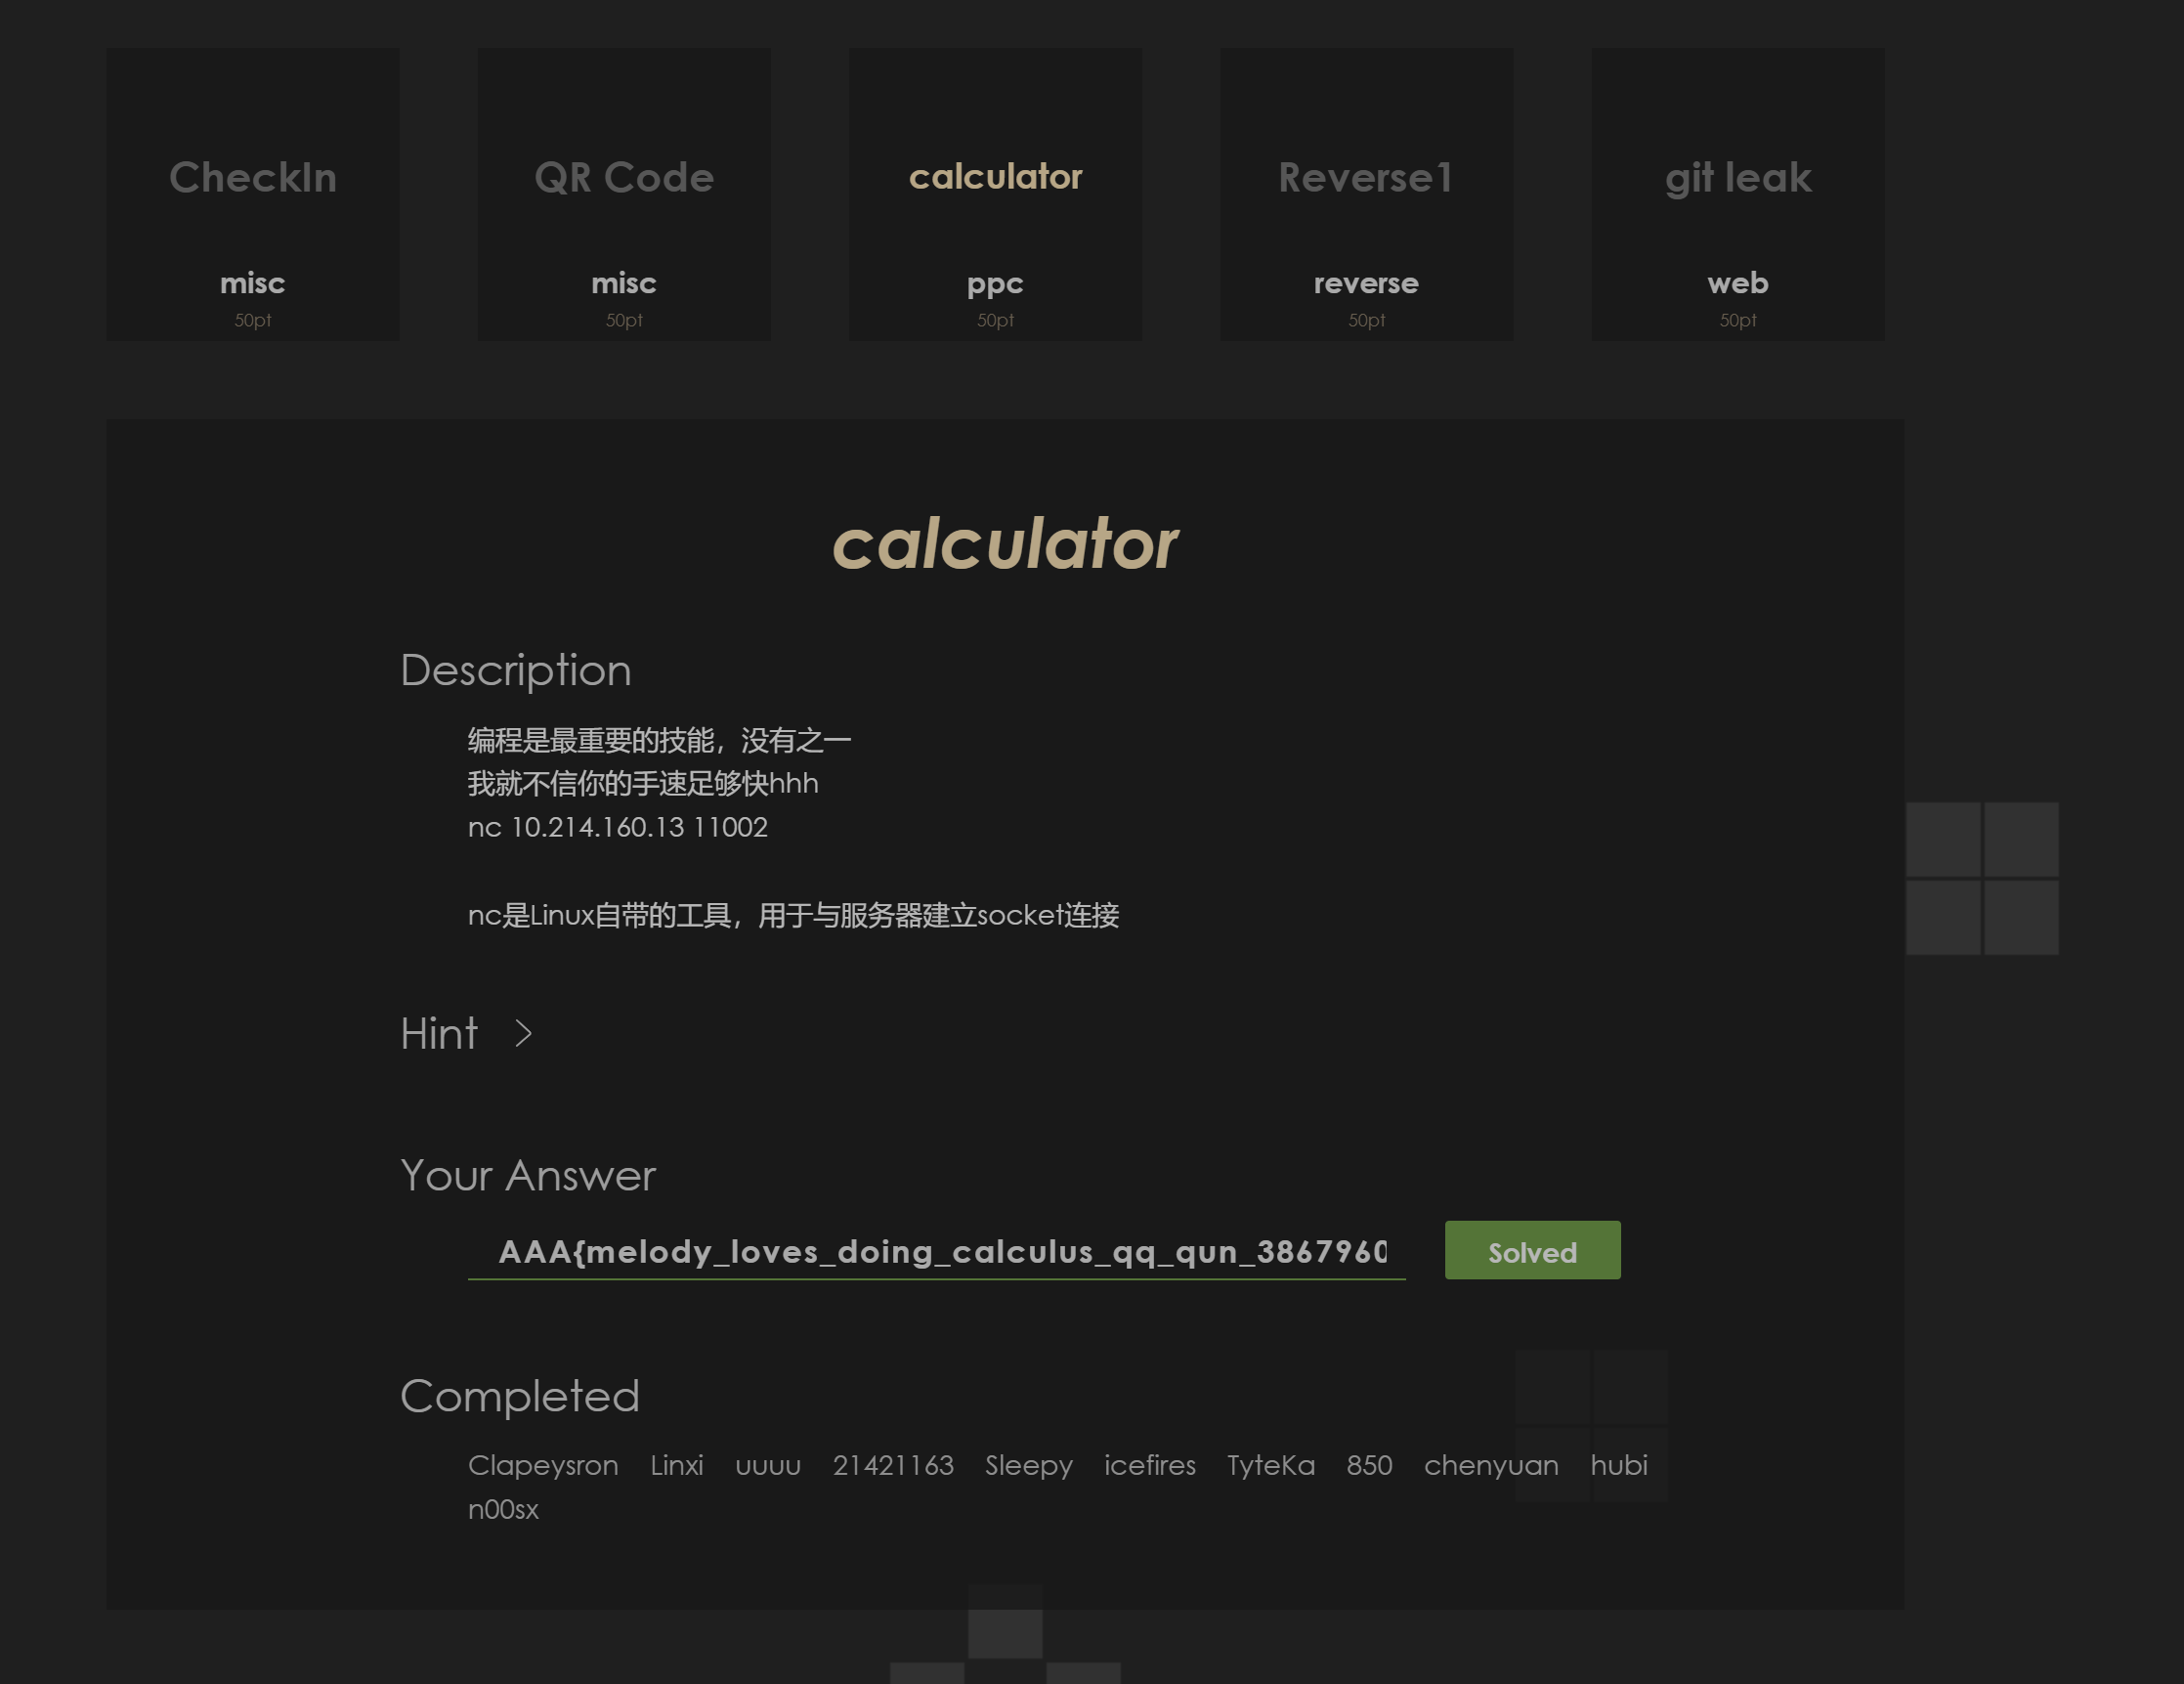 CheckIn QR Code calculator Reverse1 git leak
misc misc ppc reverse web
50pt 50pt 50pt 50pt 50pt
calculator
Description
编程是最重要的技能，没有之一
我就不信你的手速足够快hhh
nc 10.214.160.13 11002
nc是Linux自带的工具，用于与服务器建立socket连接
Hint >
Your Answer
AAA{melody_loves_doing_calculus_qq_qun_3867960 Solved
Completed
Clapeysron Linxi uuuu 21421163 Sleepy icefires TyteKa 850 chenyuan hubi
n00sx